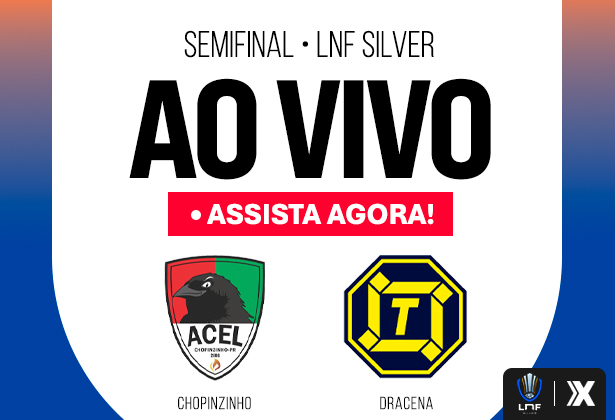 SEMIFINAL • LNF SILVER
AO VIVO
• ASSISTA AGORA!
ACEL
CHOPINZINHO-PR
T
CHOPINZINHO
DRACENA
LNF
X